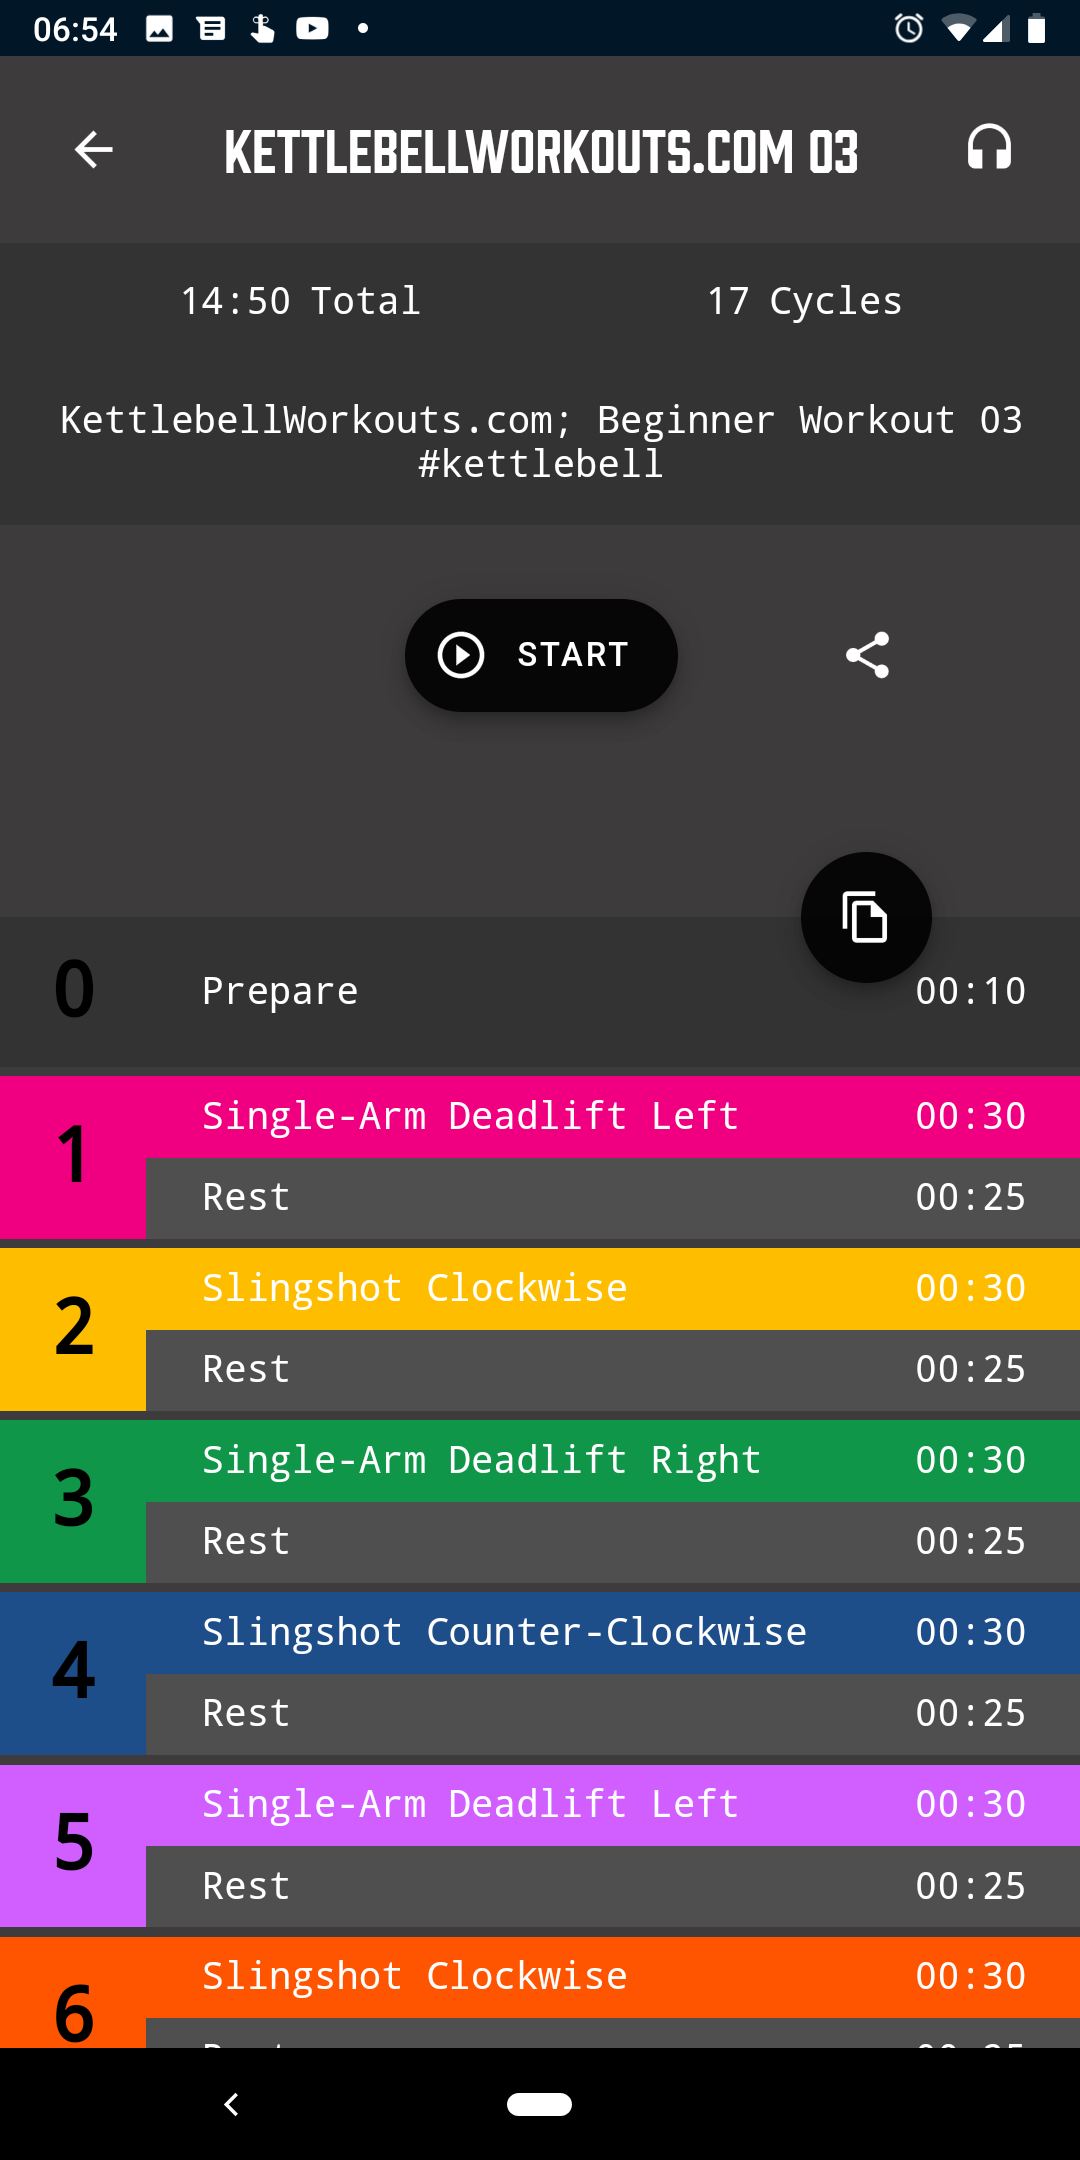 06:54
KETTLEBELLWORKOUTS.COM 03
14:50 Total 17 Cycles
KettlebellWorkouts.com; Beginner Workout 03
#kettlebell
START
0 Prepare 00:10
1 Single-Arm Deadlift Left 00:30
Rest 00:25
2 Slingshot Clockwise 00:30
Rest 00:25
3 Single-Arm Deadlift Right 00:30
Rest 00:25
4 Slingshot Counter-Clockwise 00:30
Rest 00:25
5 Single-Arm Deadlift Left 00:30
Rest 00:25
6 Slingshot Clockwise 00:30